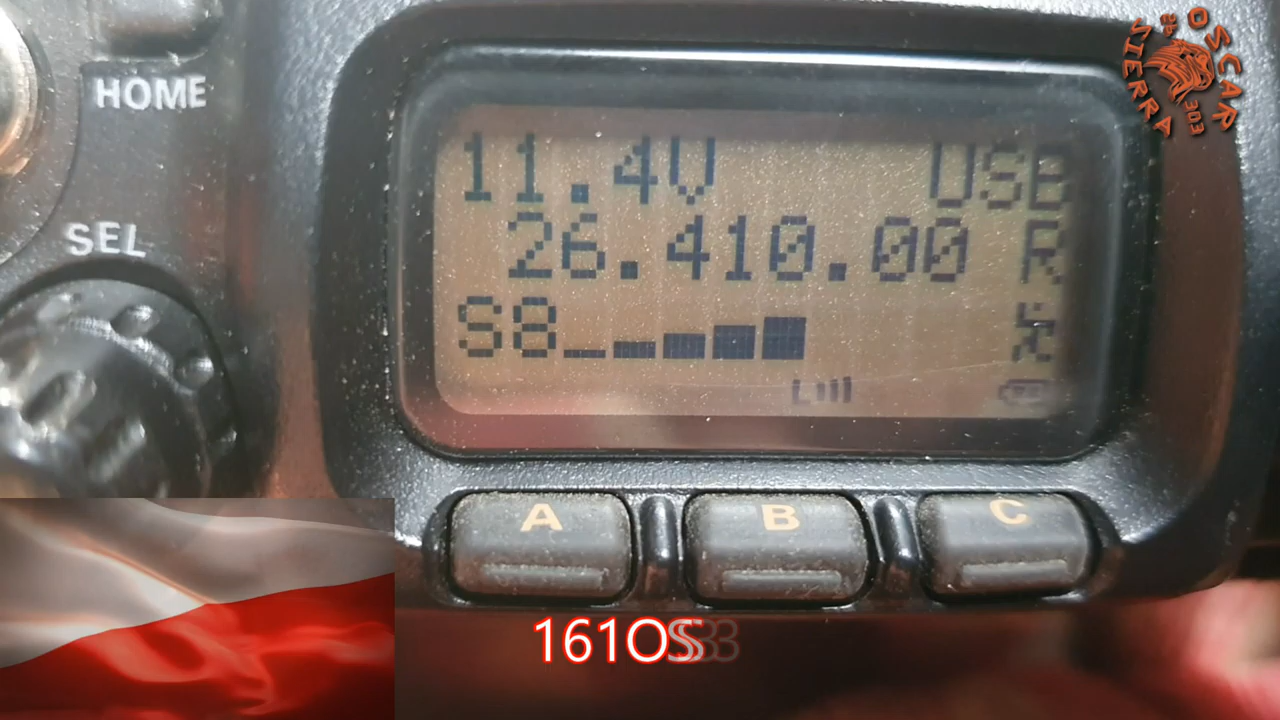 HOME
SEL
11.4V USB
26.410.00 R
S8
A B C
161OS
OSCAR
SIERRA
303